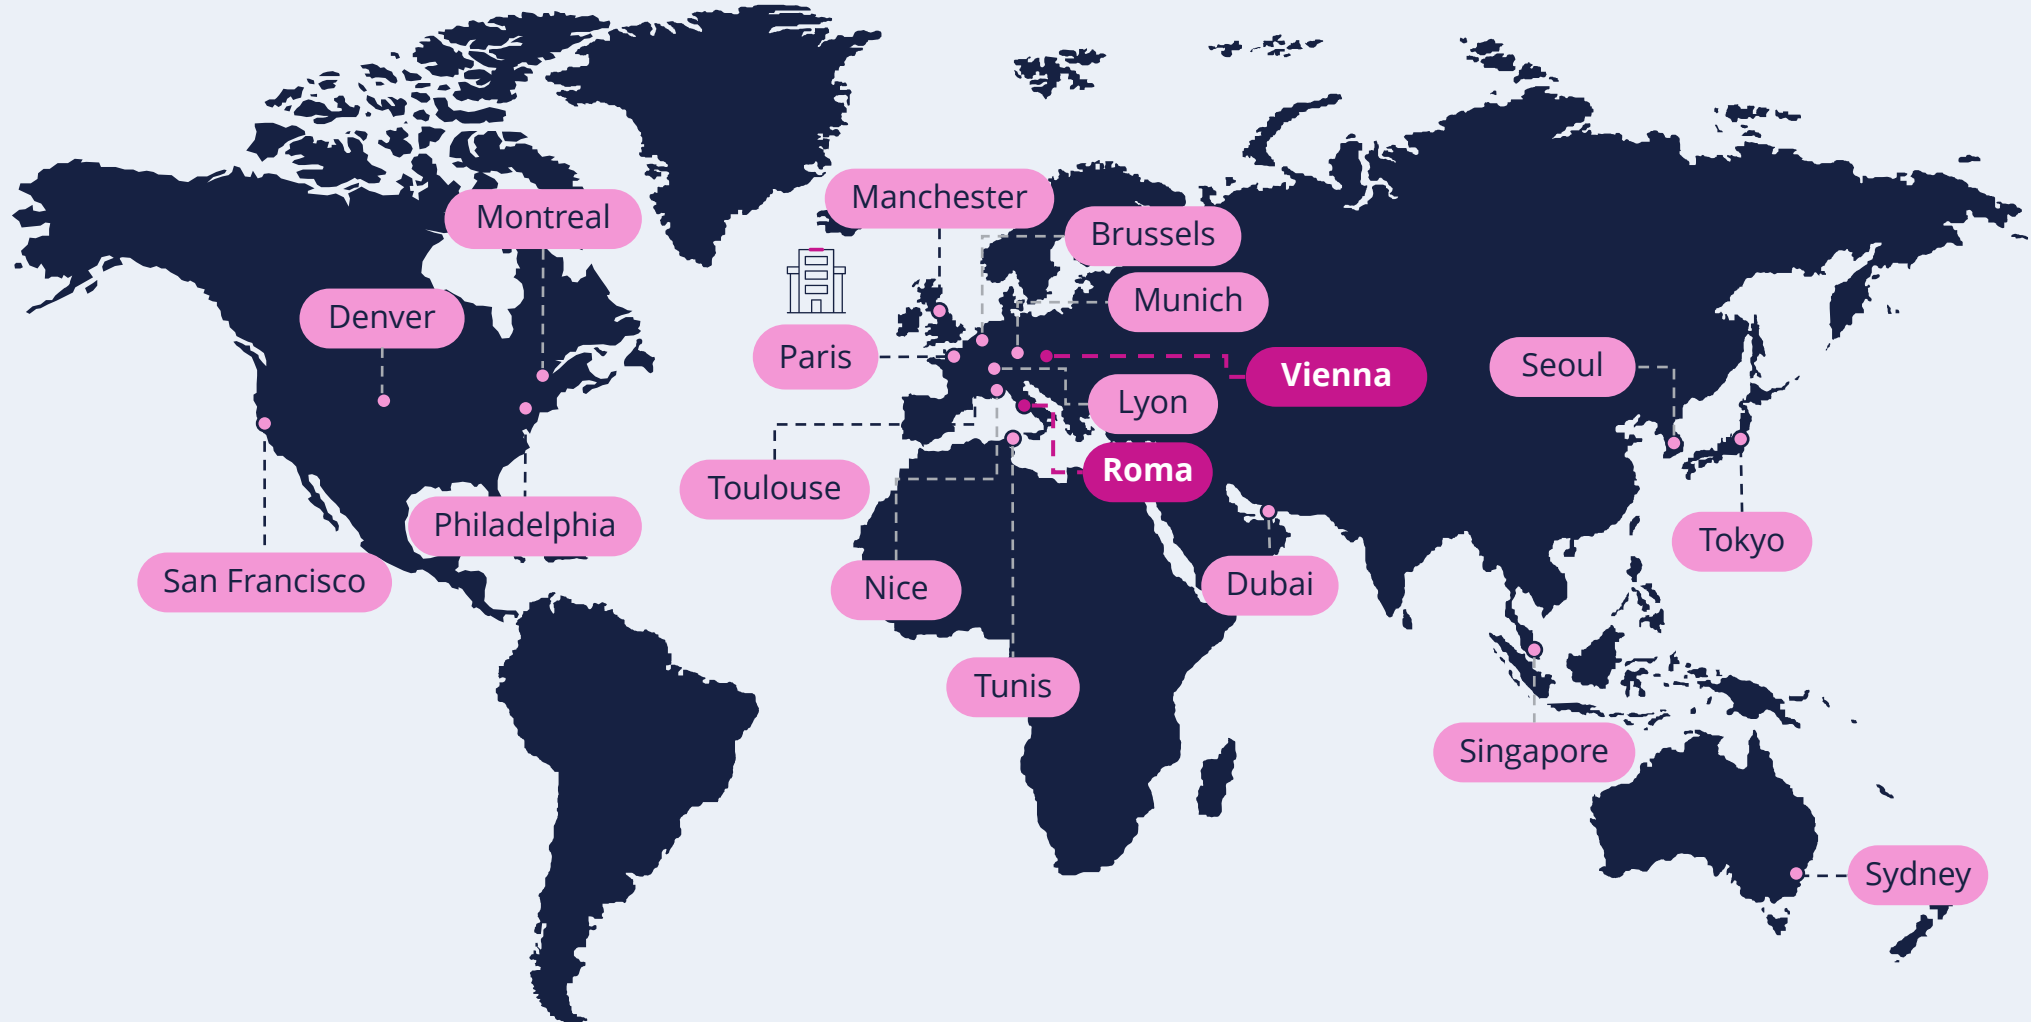 Manchester
Montreal
Brussels
Munich
Denver
Paris
Seoul
Vienna
Lyon
Roma
Toulouse
Philadelphia
Tokyo
San Francisco
Nice
Dubai
Tunis
Singapore
Sydney